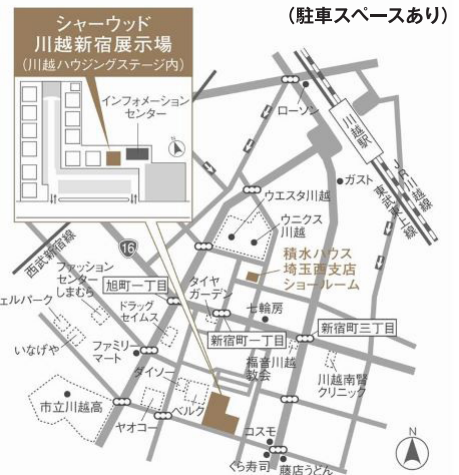 (駐車スペースあり)
シャーウッド
川越新宿展示場
(川越ハウジングステージ内)
インフォメーション
センター
N
ローソン
川越駅
JR川越線
東武東上線
ガスト
ウエスタ川越
ウニクス
川越
西武新宿線
16
積水ハウス
埼玉西支店
ショールーム
ファッション
センター
しまむら
旭町一丁目
タイヤ
ガーデン
ェルパーク
ドラッグ
セイムス
七輪房
いなげや
新宿町一丁目
新宿町三丁目
ファミリー
マート
福音川越
教会
川越南腎
クリニック
ダイソー
市立川越高
ベルク
ヤオコー
コスモ
くら寿司
藤店うどん
N